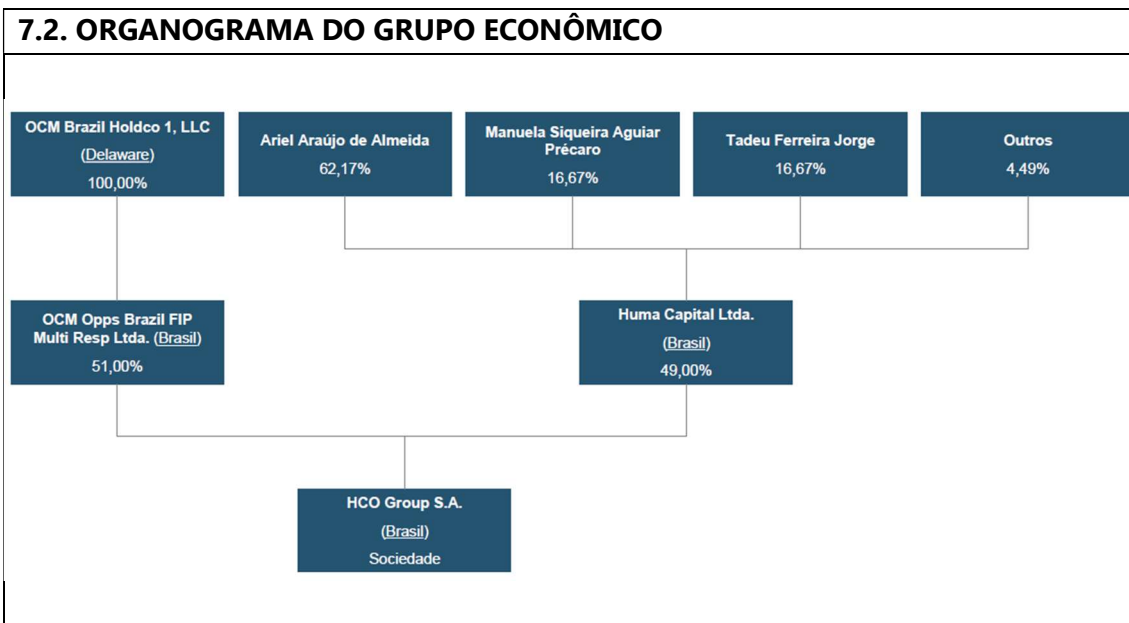 7.2. ORGANOGRAMA DO GRUPO ECONÔMICO
OCM Brazil Holdco 1, LLC
(Delaware)
100,00%
Ariel Araújo de Almeida
62,17%
Manuela Siqueira Aguiar
Précaro
16,67%
Tadeu Ferreira Jorge
16,67%
Outros
4,49%
OCM Opps Brazil FIP
Multi Resp Ltda. (Brasil)
51,00%
Huma Capital Ltda.
(Brasil)
49,00%
HCO Group S.A.
(Brasil)
Sociedade